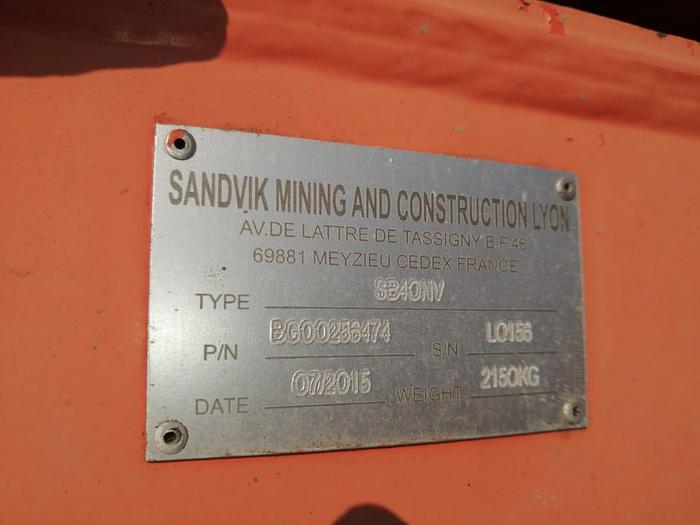 SANDVIK MINING AND CONSTRUCTION LYON
AV.DE LATTRE DE TASSIGNY B.P.46
69881 MEYZIEU CEDEX FRANCE
TYPE SB40NV
P/N BG00256474 S/N L0156
DATE 07/2015 WEIGHT 2150KG